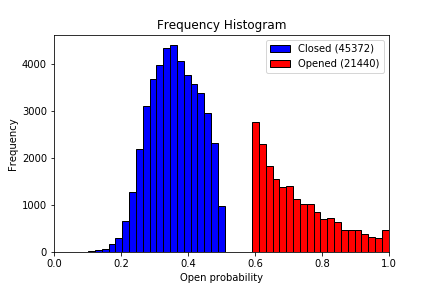 Frequency Histogram
Closed (45372)
Opened (21440)
Frequency
4000
3000
2000
1000
0
0.0 0.2 0.4 0.6 0.8 1.0
Open probability